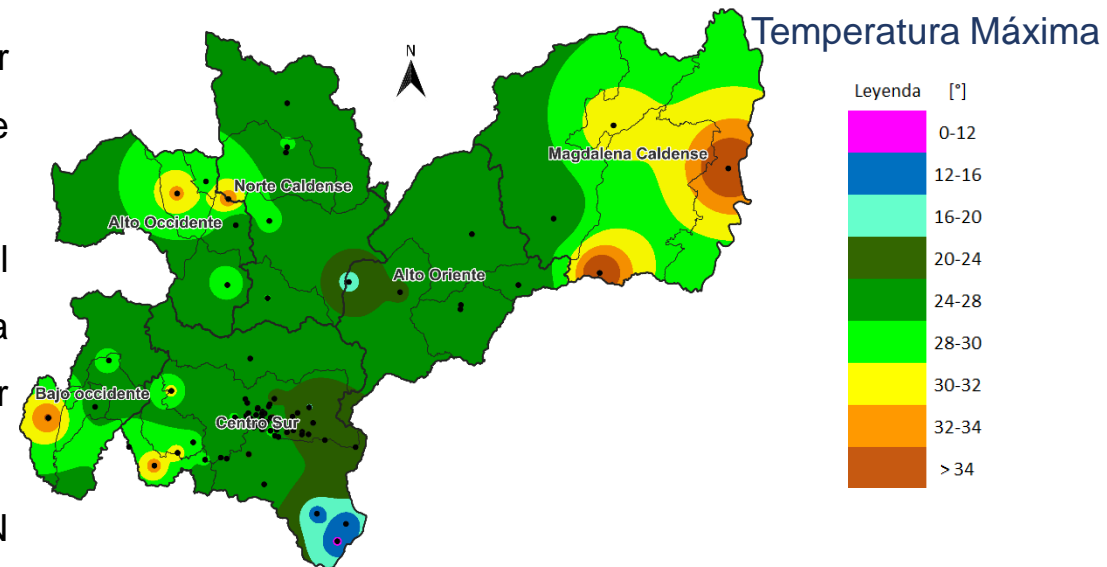 Temperatura Máxima
Leyenda [°]
0-12
12-16
16-20
20-24
24-28
28-30
30-32
32-34
> 34
N
Magdalena Caldense
Norte Caldense
Alto Occidente
Alto Oriente
Bajo occidente
Centro Sur
r
e
l
a
r
N